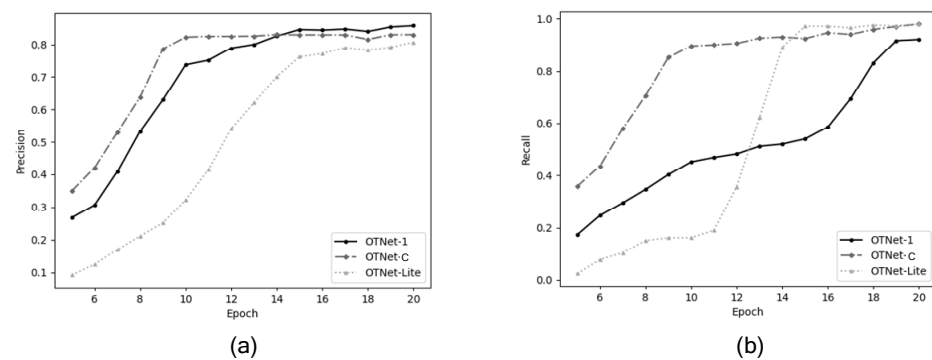 0.8
0.7
0.6
0.5
0.4
0.3
0.2
0.1
Precision
6 8 10 12 14 16 18 20
Epoch
OTNet-1
OTNet-C
OTNet-Lite
(a)
1.0
0.8
0.6
0.4
0.2
0.0
Recall
6 8 10 12 14 16 18 20
Epoch
OTNet-1
OTNet-C
OTNet-Lite
(b)